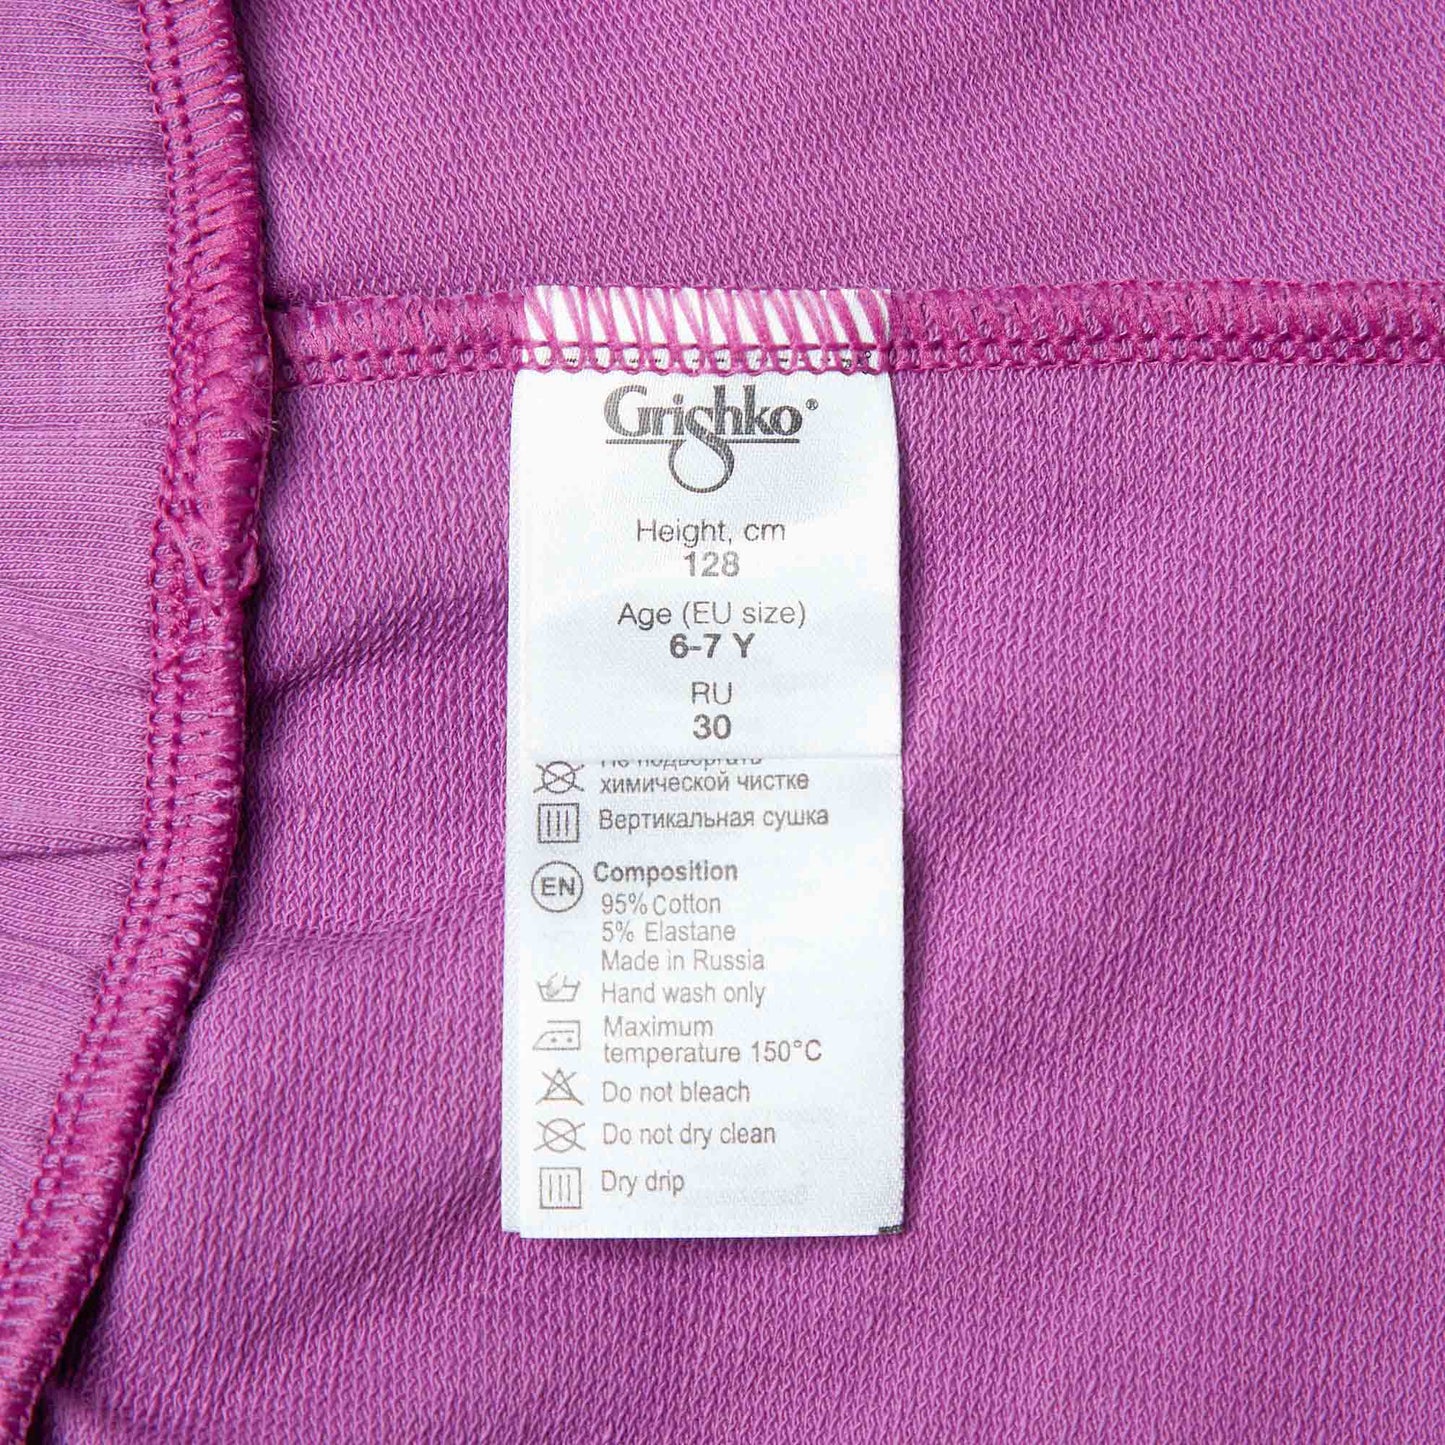 Grishko®
Height, cm
128
Age (EU size)
6-7 Y
RU
30
Не подвергать
химической чистке
Вертикальная сушка
EN Composition
95% Cotton
5% Elastane
Made in Russia
Hand wash only
Maximum
temperature 150°C
Do not bleach
Do not dry clean
Dry drip